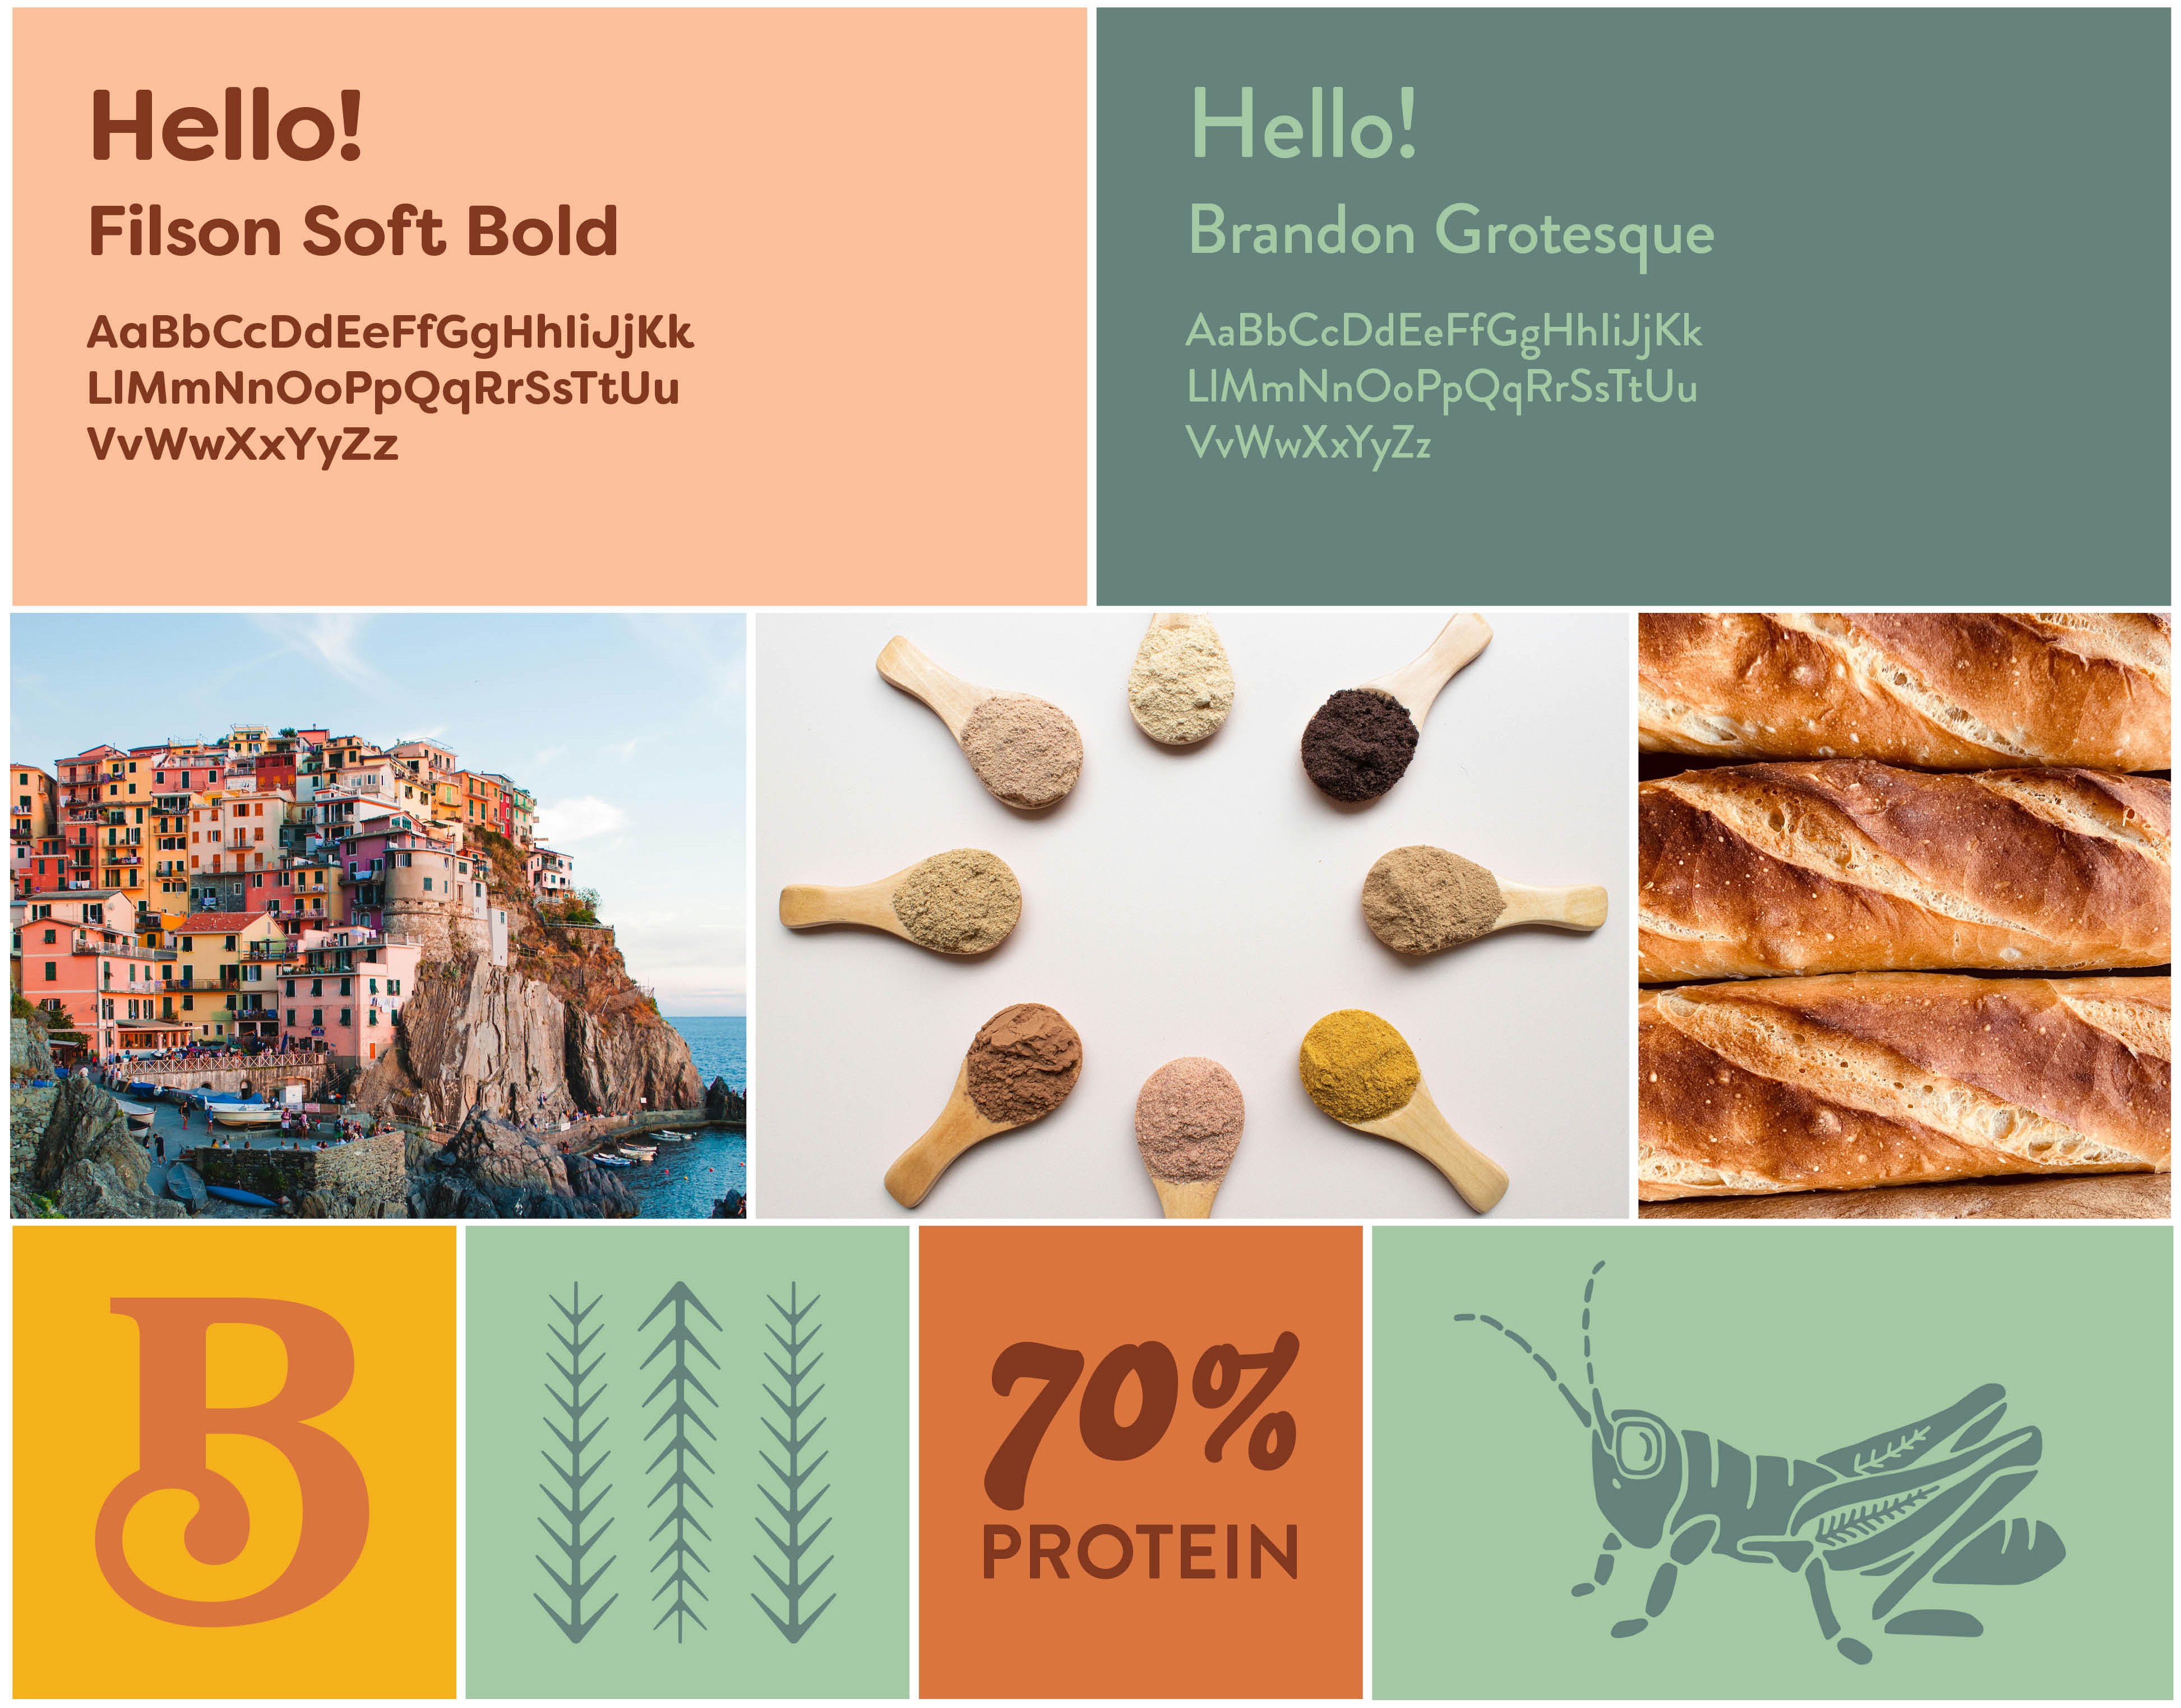 Hello!
Filson Soft Bold
AaBbCcDdEeFfGgHhIiJjKk
LlMmNnOoPpQqRrSsTtUu
VvWwXxYyZz
Hello!
Brandon Grotesque
AaBbCcDdEeFfGgHhIiJjKk
LlMmNnOoPpQqRrSsTtUu
VvWwXxYyZz
B
70%
PROTEIN